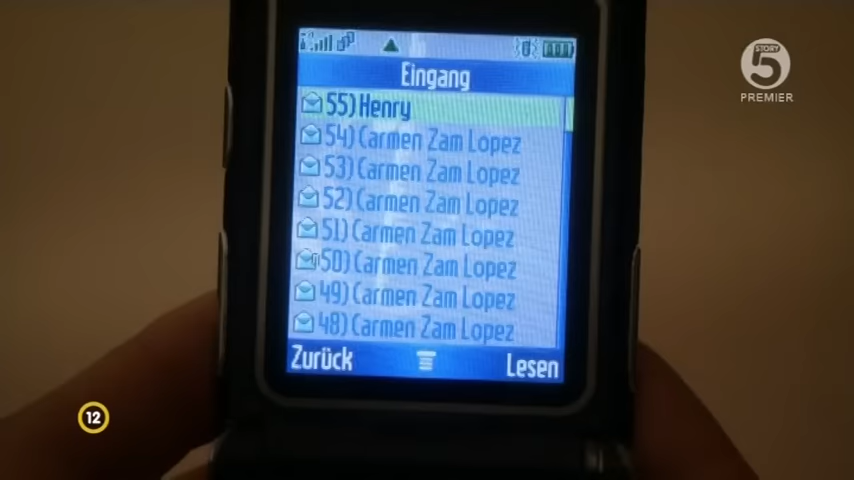 Eingang
55) Henry
54) Carmen Zam Lopez
53) Carmen Zam Lopez
52) Carmen Zam Lopez
51) Carmen Zam Lopez
50) Carmen Zam Lopez
49) Carmen Zam Lopez
48) Carmen Zam Lopez
Zurück
Lesen
STORY
5
PREMIER
12